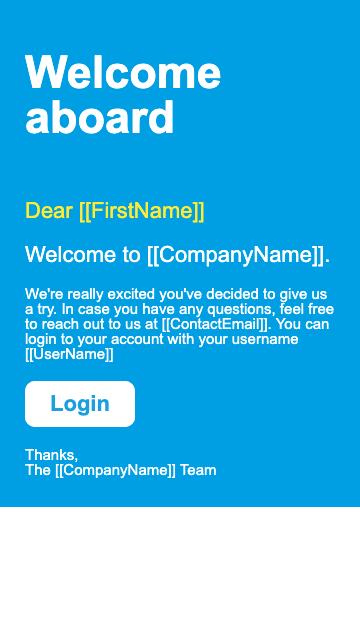 Welcome
aboard
Dear [[FirstName]]
Welcome to [[CompanyName]].
We're really excited you've decided to give us
a try. In case you have any questions, feel free
to reach out to us at [[ContactEmail]]. You can
login to your account with your username
[[UserName]]
Login
Thanks,
The [[CompanyName]] Team